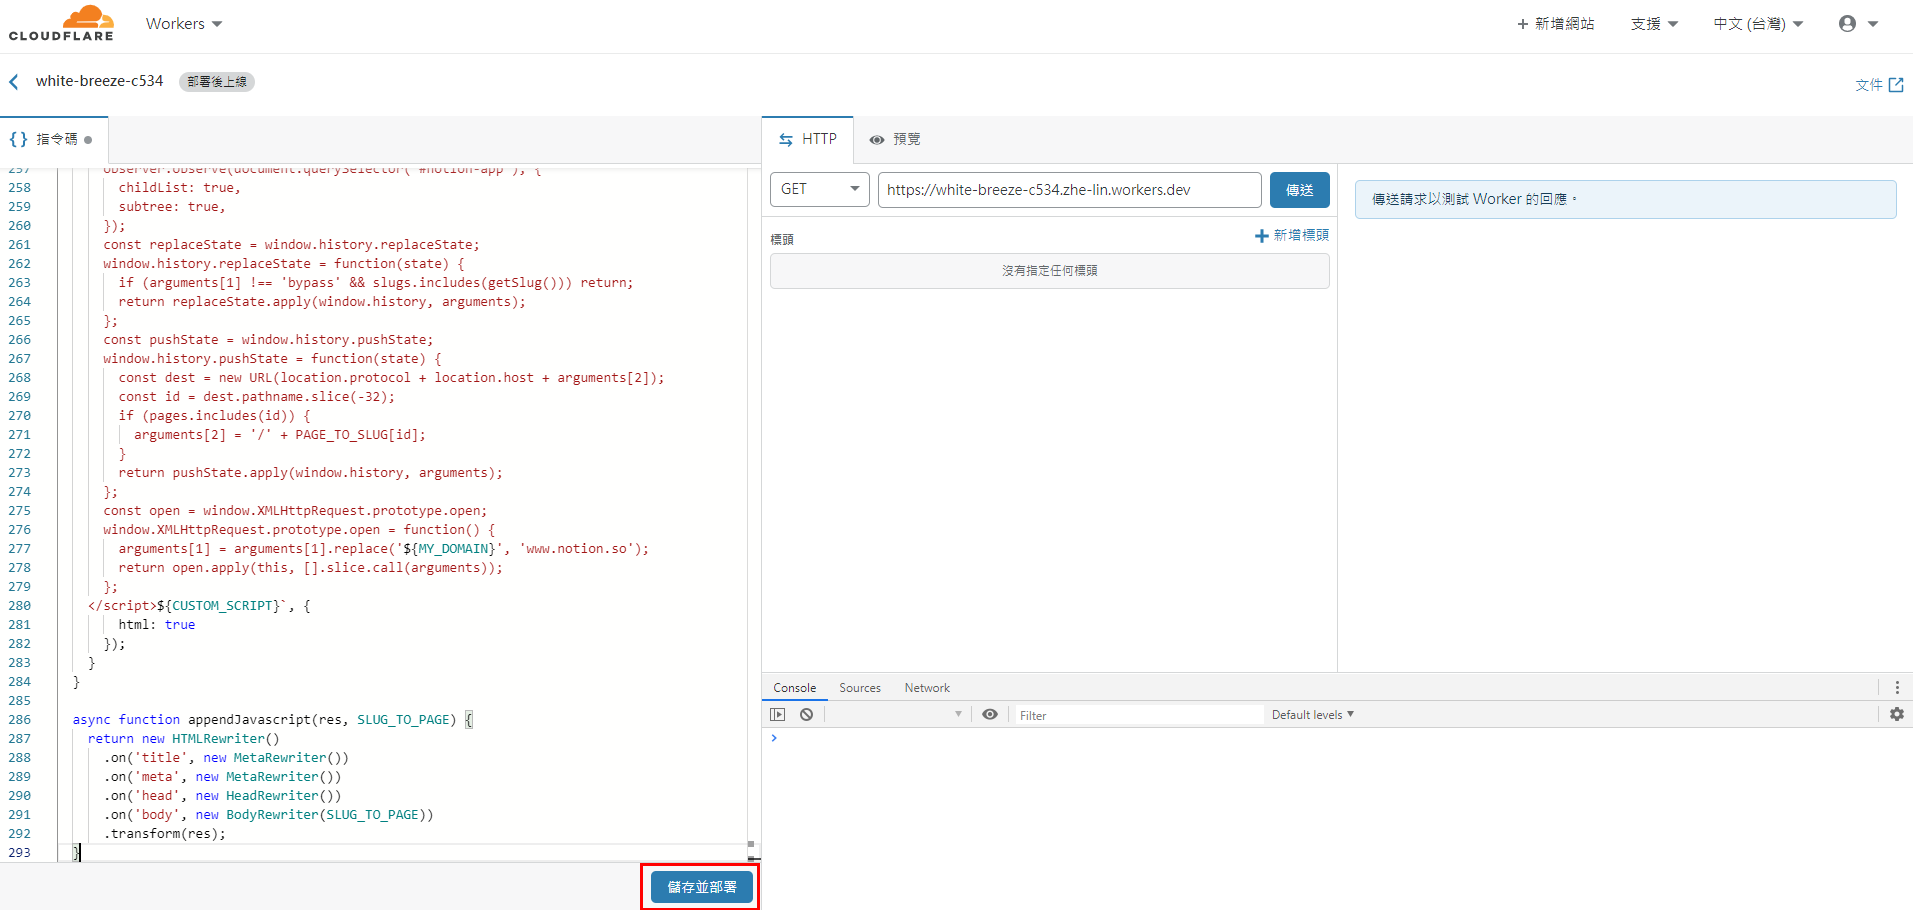 CLOUDFLARE
Workers
新增網站
支援
中文 (台灣)
white-breeze-c534
部署後上線
文件
{} 指令碼
HTTP
預覽
257 observer.observe(document.querySelector('#notion-app'), {
258 childList: true,
259 subtree: true,
260 });
261 const replaceState = window.history.replaceState;
262 window.history.replaceState = function(state) {
263 if (arguments[1] !== 'bypass' && slugs.includes(getSlug())) return;
264 return replaceState.apply(window.history, arguments);
265 };
266 const pushState = window.history.pushState;
267 window.history.pushState = function(state) {
268 const dest = new URL(location.protocol + location.host + arguments[2]);
269 const id = dest.pathname.slice(-32);
270 if (pages.includes(id)) {
271 arguments[2] = '/' + PAGE_TO_SLUG[id];
272 }
273 return pushState.apply(window.history, arguments);
274 };
275 const open = window.XMLHttpRequest.prototype.open;
276 window.XMLHttpRequest.prototype.open = function() {
277 arguments[1] = arguments[1].replace('${MY_DOMAIN}', 'www.notion.so');
278 return open.apply(this, [].slice.call(arguments));
279 };
280 </script>${CUSTOM_SCRIPT}`, {
281 html: true
282 });
283 }
284 }
285
286 async function appendJavascript(res, SLUG_TO_PAGE) {
287 return new HTMLRewriter()
288 .on('title', new MetaRewriter())
289 .on('meta', new MetaRewriter())
290 .on('head', new HeadRewriter())
291 .on('body', new BodyRewriter(SLUG_TO_PAGE))
292 .transform(res);
293 }
儲存並部署
GET
https://white-breeze-c534.zhe-lin.workers.dev
傳送
標頭
新增標頭
沒有指定任何標頭
傳送請求以測試 Worker 的回應。
Console
Sources
Network
Filter
Default levels